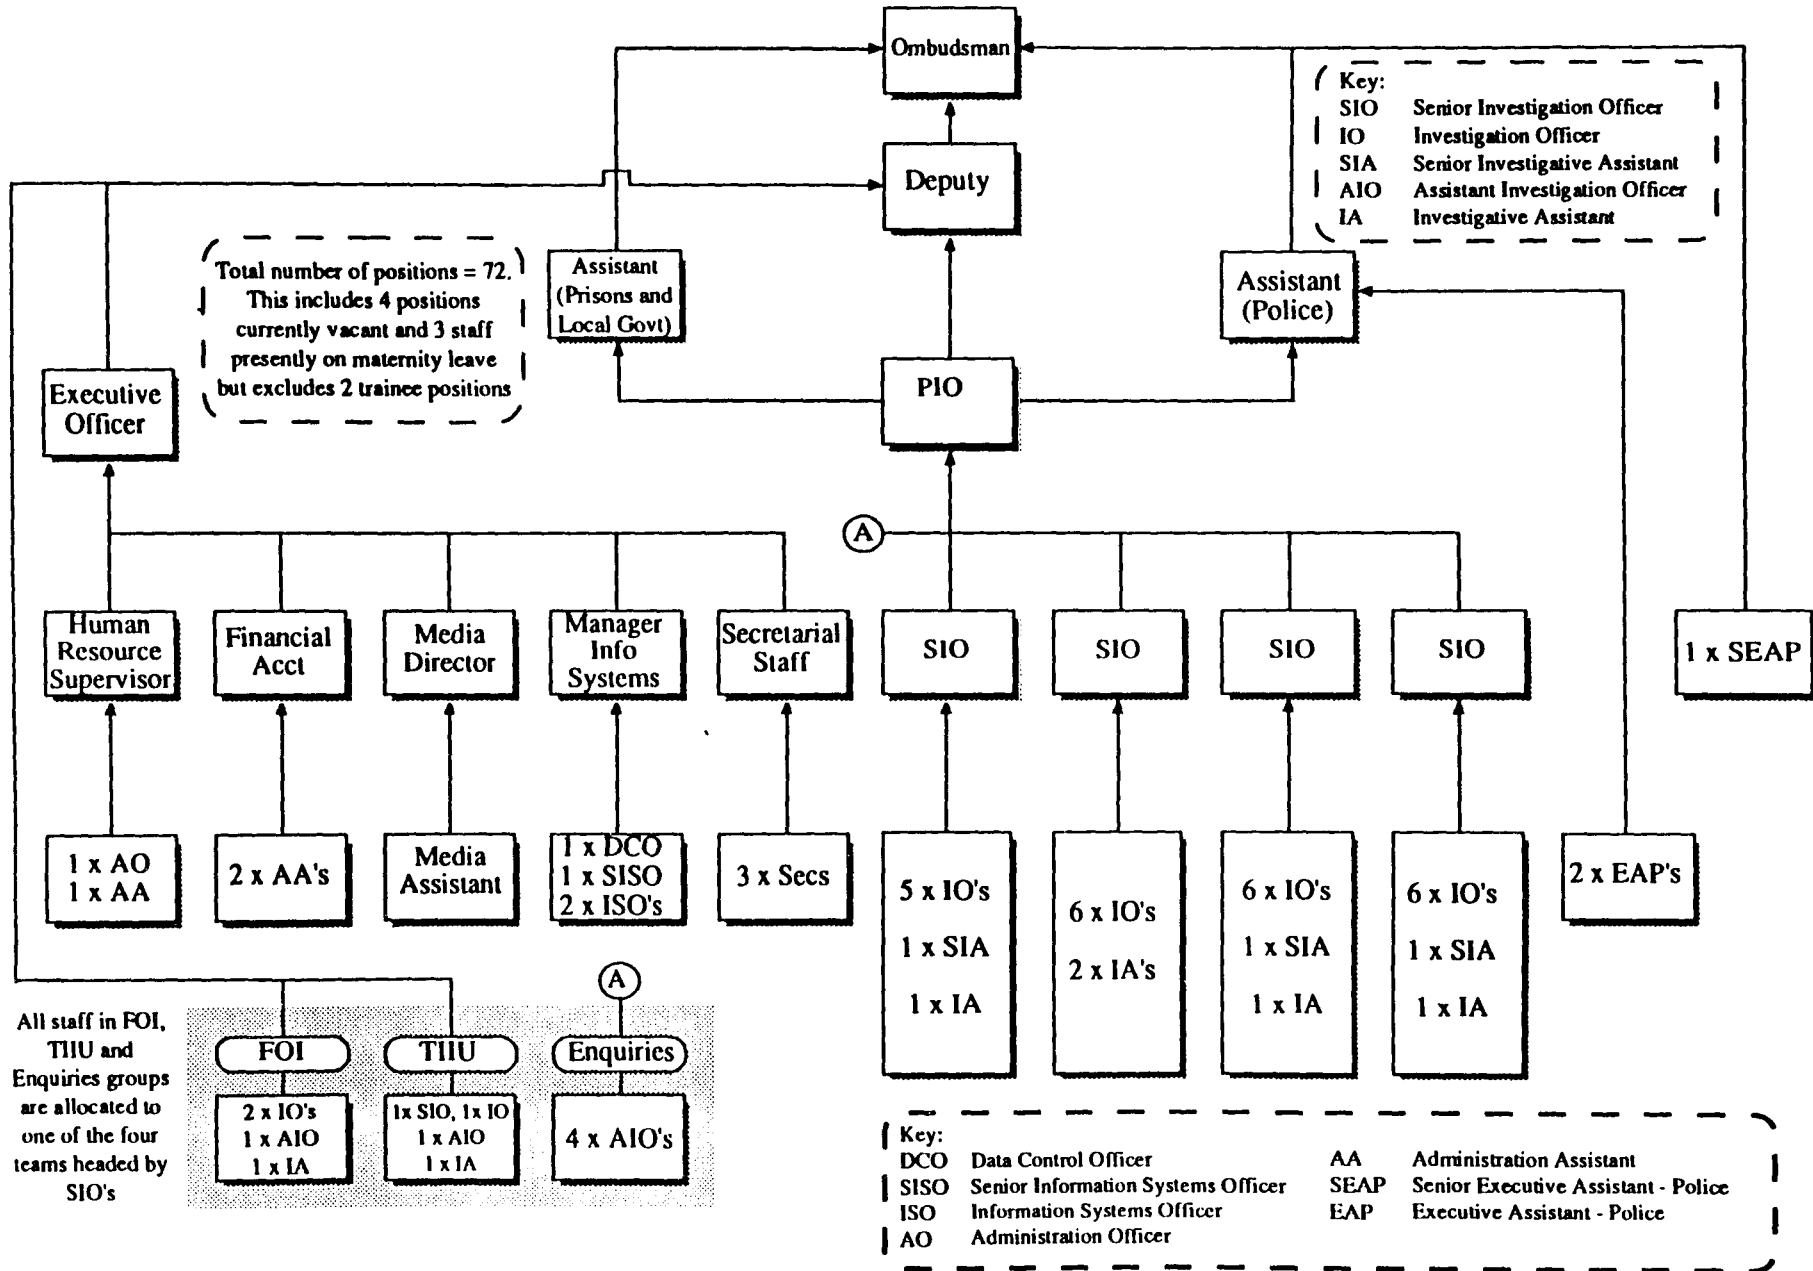 Ombudsman
Key:
SIO Senior Investigation Officer
IO Investigation Officer
SIA Senior Investigative Assistant
AIO Assistant Investigation Officer
IA Investigative Assistant
Deputy
Total number of positions = 72.
This includes 4 positions
currently vacant and 3 staff
presently on maternity leave
but excludes 2 trainee positions
Assistant
(Prisons and
Local Govt)
Assistant
(Police)
Executive
Officer
PIO
A
Human
Resource
Supervisor
Financial
Acct
Media
Director
Manager
Info
Systems
Secretarial
Staff
SIO
SIO
SIO
SIO
1 x SEAP
1 x AO
1 x AA
2 x AA's
Media
Assistant
1 x DCO
1 x SISO
2 x ISO's
3 x Secs
5 x IO's
1 x SIA
1 x IA
6 x IO's
2 x IA's
6 x IO's
1 x SIA
1 x IA
6 x IO's
1 x SIA
1 x IA
2 x EAP's
All staff in FOI,
TIIU and
Enquiries groups
are allocated to
one of the four
teams headed by
SIO's
A
FOI
TIIU
Enquiries
2 x IO's
1 x AIO
1 x IA
1x SIO, 1x IO
1 x AIO
1 x IA
4 x AIO's
Key:
DCO Data Control Officer
SISO Senior Information Systems Officer
ISO Information Systems Officer
AO Administration Officer
AA Administration Assistant
SEAP Senior Executive Assistant - Police
EAP Executive Assistant - Police